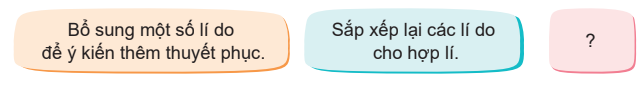 Bổ sung một số lí do
để ý kiến thêm thuyết phục.
Sắp xếp lại các lí do
cho hợp lí.
?